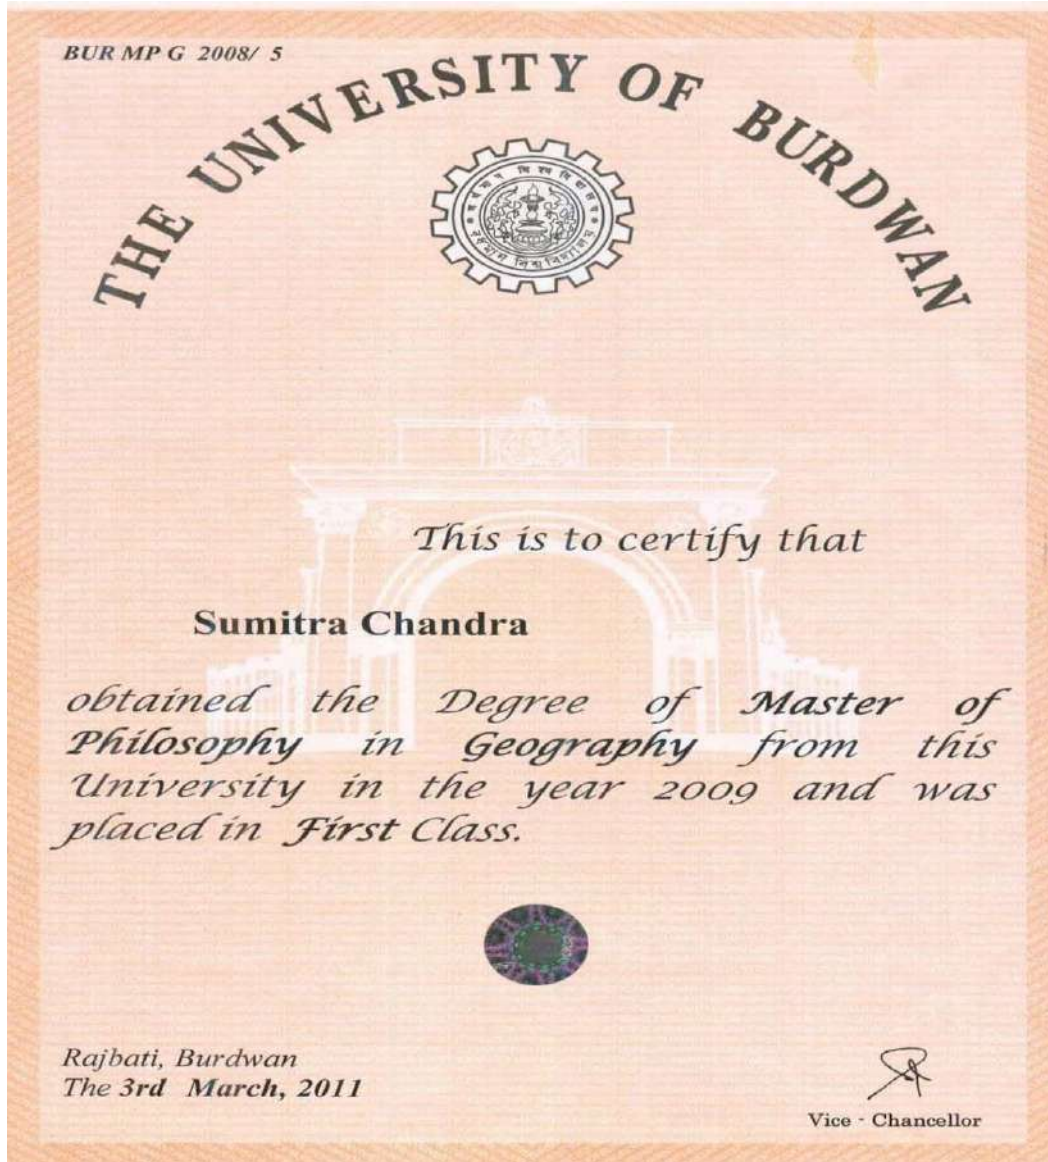 BUR MP G 2008/ 5
THE UNIVERSITY OF BURDWAN
This is to certify that
Sumitra Chandra
obtained the Degree of Master of
Philosophy in Geography from this
University in the year 2009 and was
placed in First Class.
Rajbati, Burdwan
The 3rd March, 2011
Vice - Chancellor